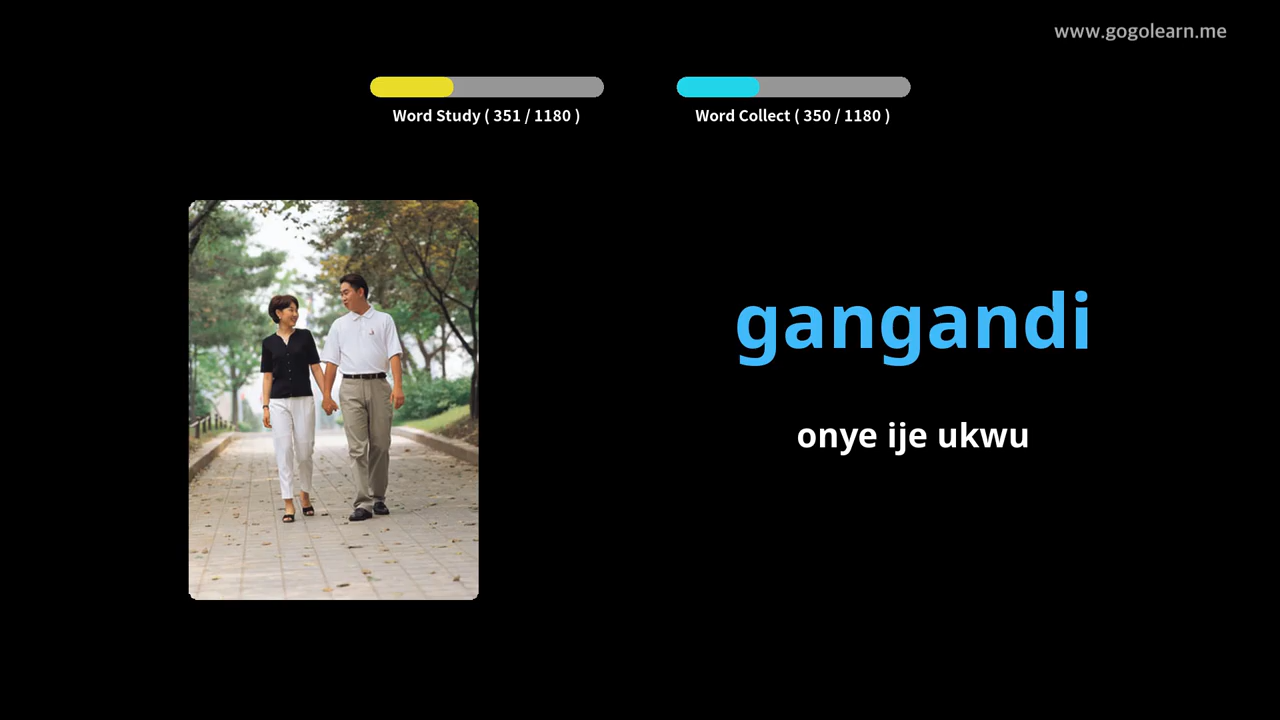 www.gogolearn.me
Word Study ( 351 / 1180 )
Word Collect ( 350 / 1180 )
gangandi
onye ije ukwu